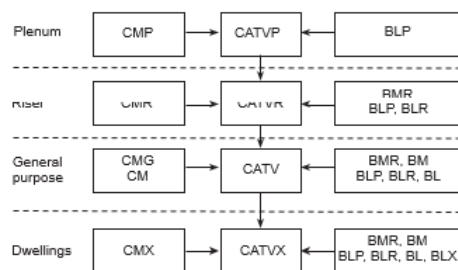 Plenum CMP CATVP BLP
Riser CMR CATVR BMR
BLP, BLR
General
purpose
CMG
CM
CATV
BMR, BM
BLP, BLR, BL
Dwellings CMX CATVX
BMR, BM
BLP, BLR, BL, BLX